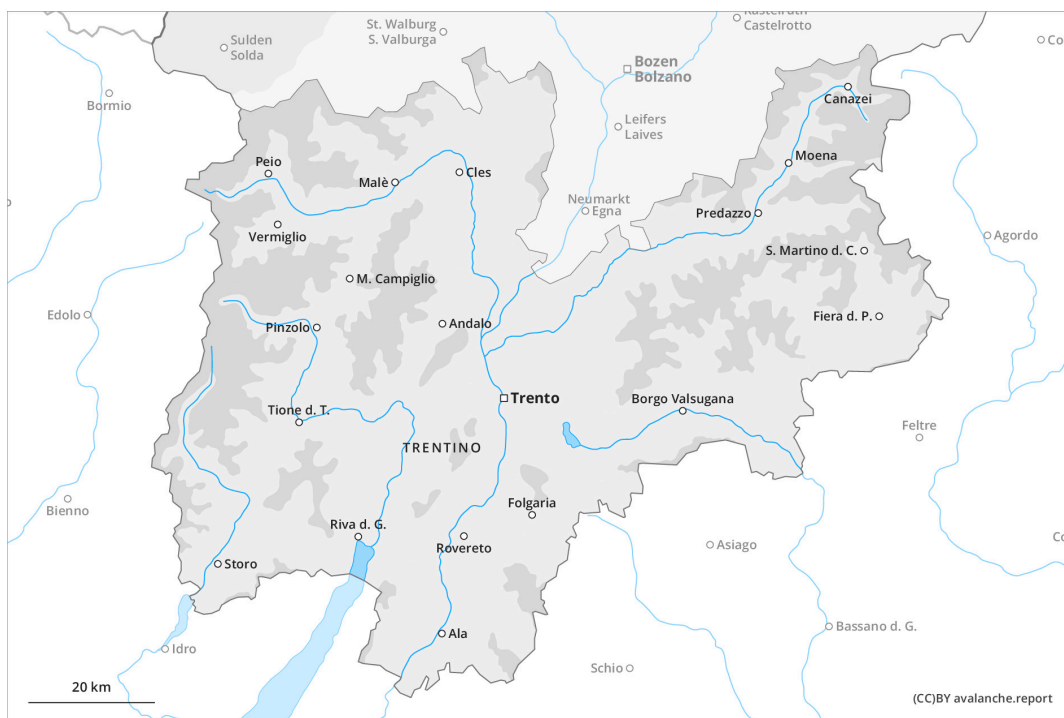 Kastelruth
Castelrotto
St. Walburg
S. Valburga
Sulden
Solda
Bozen
Bolzano
Bormio
Canazei
Leifers
Laives
Moena
Peio
Malè
Cles
Neumarkt
Egna
Predazzo
Vermiglio
Agordo
S. Martino d. C.
M. Campiglio
Edolo
Pinzolo
Andalo
Fiera d. P.
Trento
Borgo Valsugana
Tione d. T.
Feltre
TRENTINO
Bienno
Folgaria
Riva d. G.
Rovereto
Asiago
Storo
Bassano d. G.
Ala
Idro
Schio
20 km
(CC)BY avalanche.report